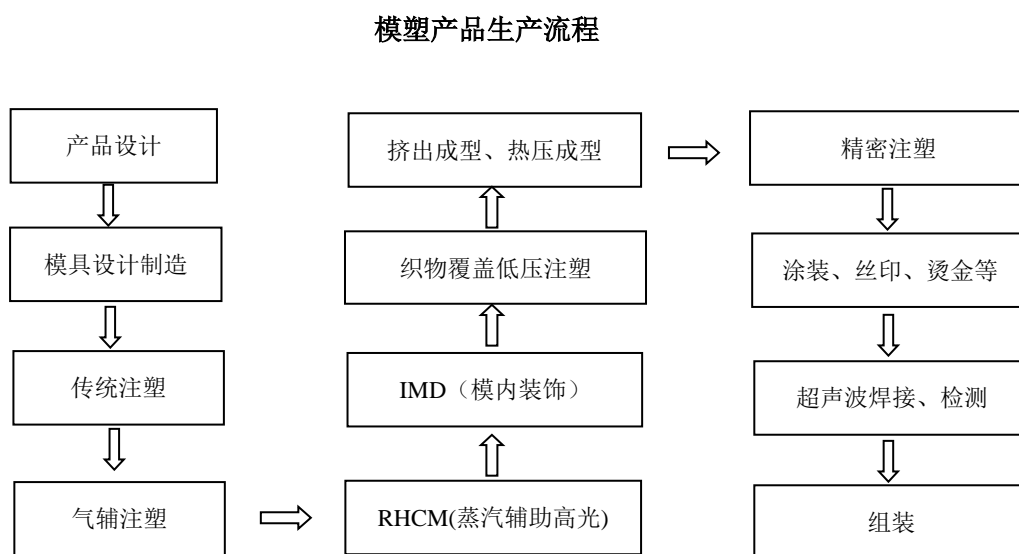 模塑产品生产流程
产品设计
模具设计制造
传统注塑
气辅注塑
RHCM(蒸汽辅助高光)
IMD（模内装饰）
织物覆盖低压注塑
挤出成型、热压成型
精密注塑
涂装、丝印、烫金等
超声波焊接、检测
组装